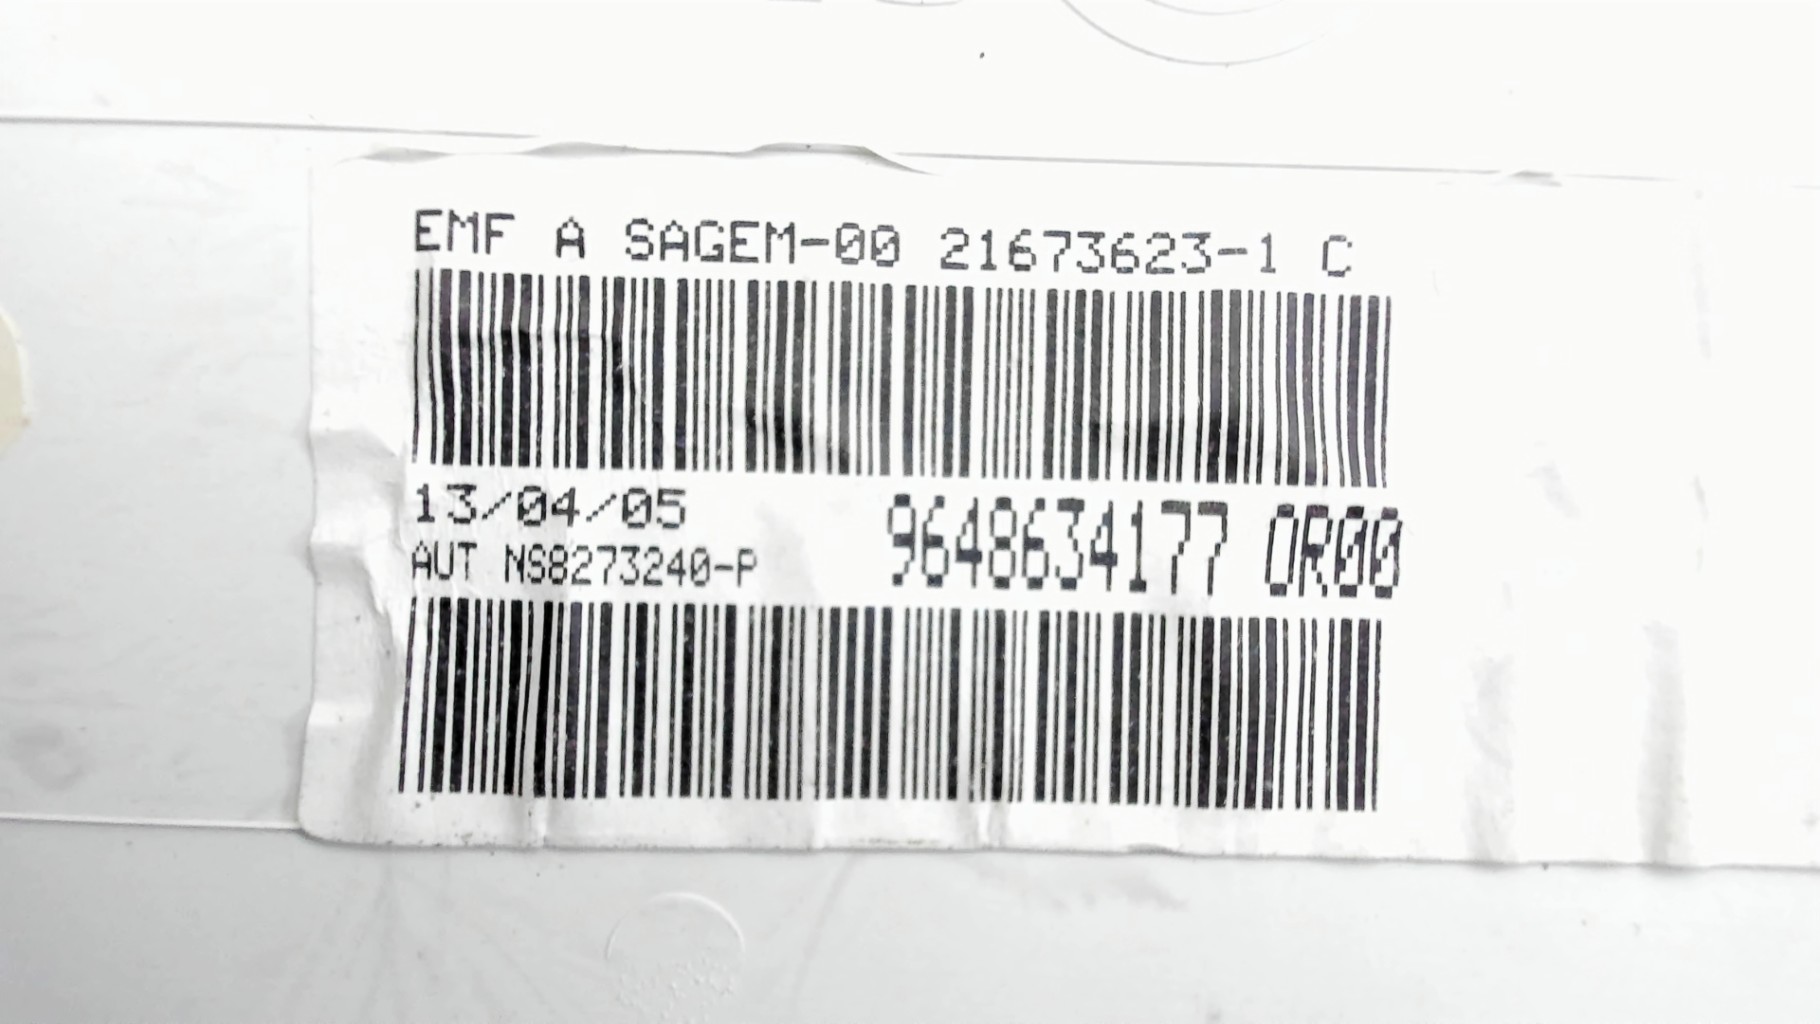 EMF A SAGEM-00 21673623-1 C
13/04/05
9648634177 0R00
AUT NS8273240-P